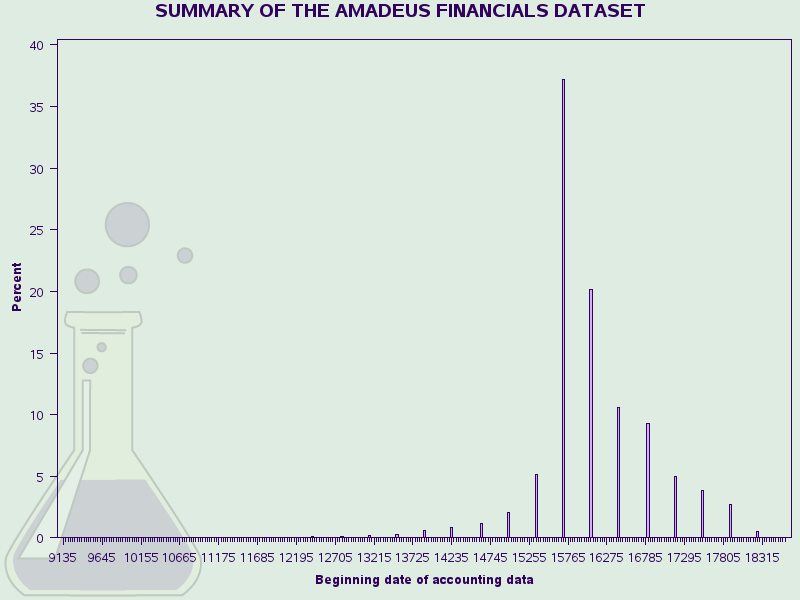 SUMMARY OF THE AMADEUS FINANCIALS DATASET
40
35
30
25
20
15
10
5
0
Percent
9135 9645 10155 10665 11175 11685 12195 12705 13215 13725 14235 14745 15255 15765 16275 16785 17295 17805 18315
Beginning date of accounting data